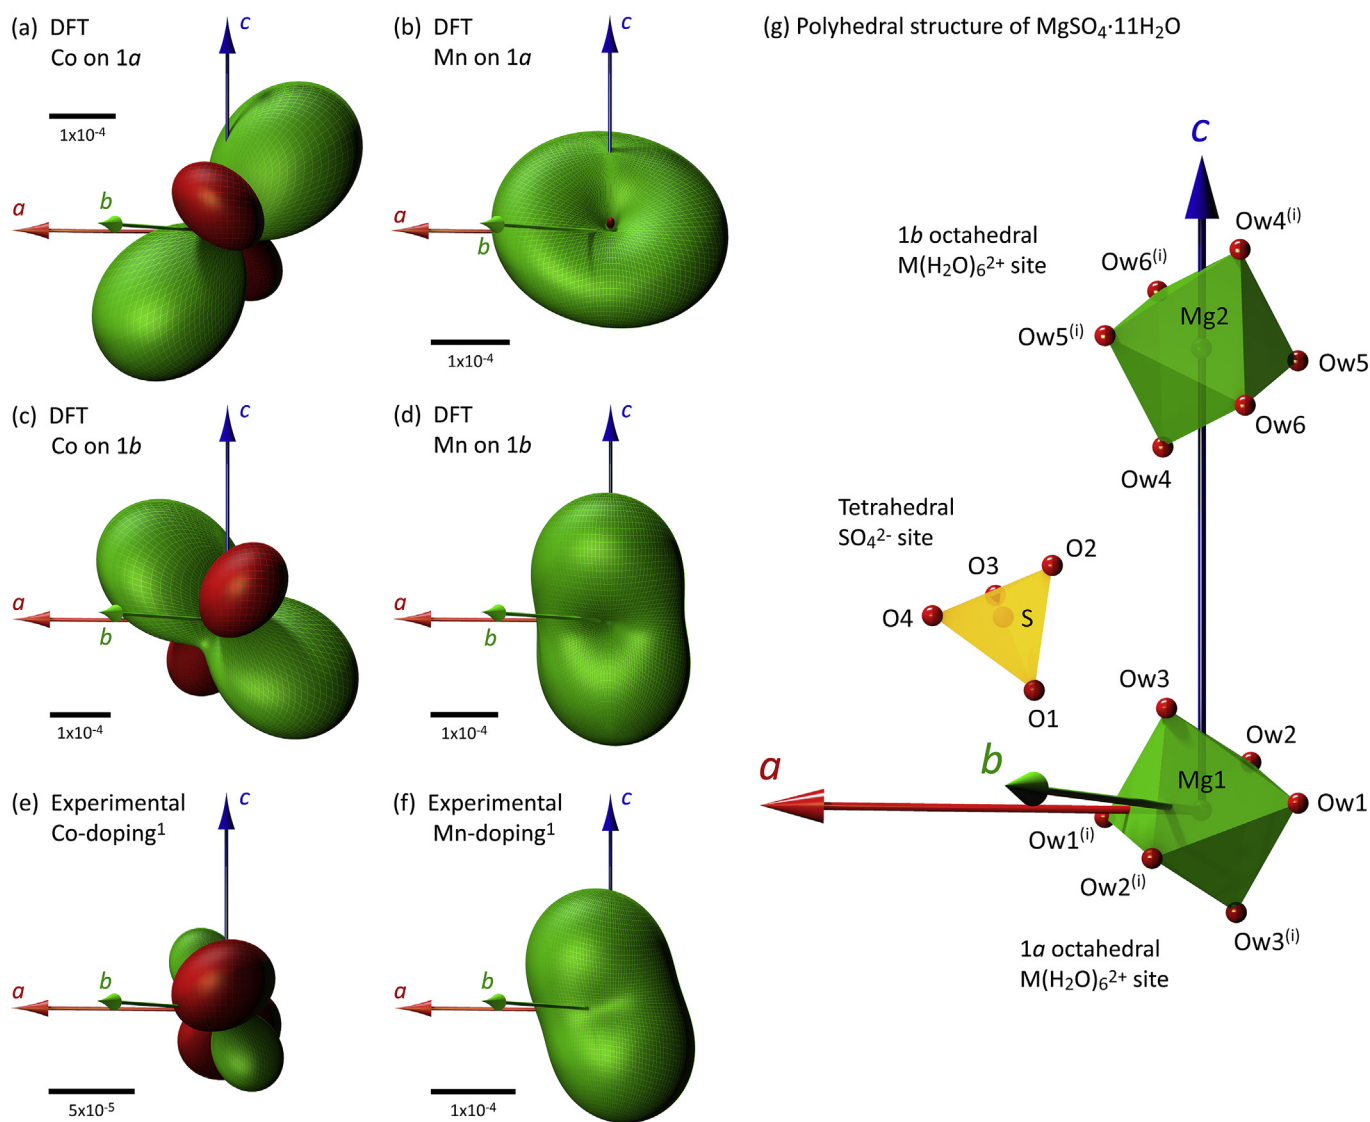 (a) DFT
Co on 1a
c
1x10-4
b
a
(b) DFT
Mn on 1a
c
a
b
1x10-4
(c) DFT
Co on 1b
c
a
b
1x10-4
(d) DFT
Mn on 1b
c
a
b
1x10-4
(e) Experimental
Co-doping1
c
b
a
5x10-5
(f) Experimental
Mn-doping1
c
b
a
1x10-4
(g) Polyhedral structure of MgSO4·11H2O
c
1b octahedral
M(H2O)62+ site
Ow4(i)
Ow6(i)
Mg2
Ow5(i)
Ow5
Ow6
Ow4
Tetrahedral
SO42- site
O2
O3
O4
S
O1
Ow3
Ow2
b
a
Mg1
Ow1
Ow1(i)
Ow2(i)
Ow3(i)
1a octahedral
M(H2O)62+ site